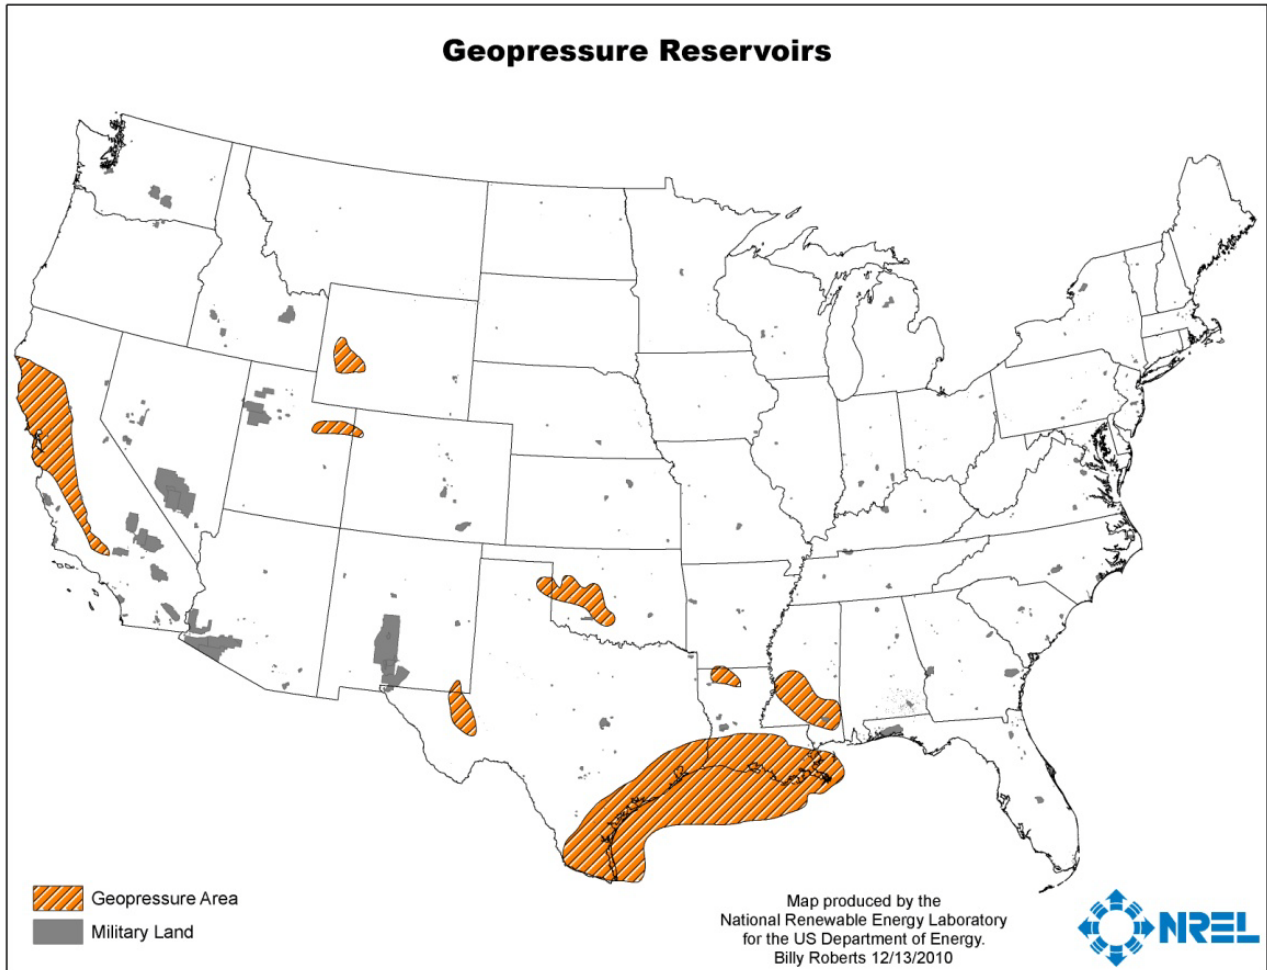 Geopressure Reservoirs
Geopressure Area
Military Land
Map produced by the
National Renewable Energy Laboratory
for the US Department of Energy.
Billy Roberts 12/13/2010
NREL